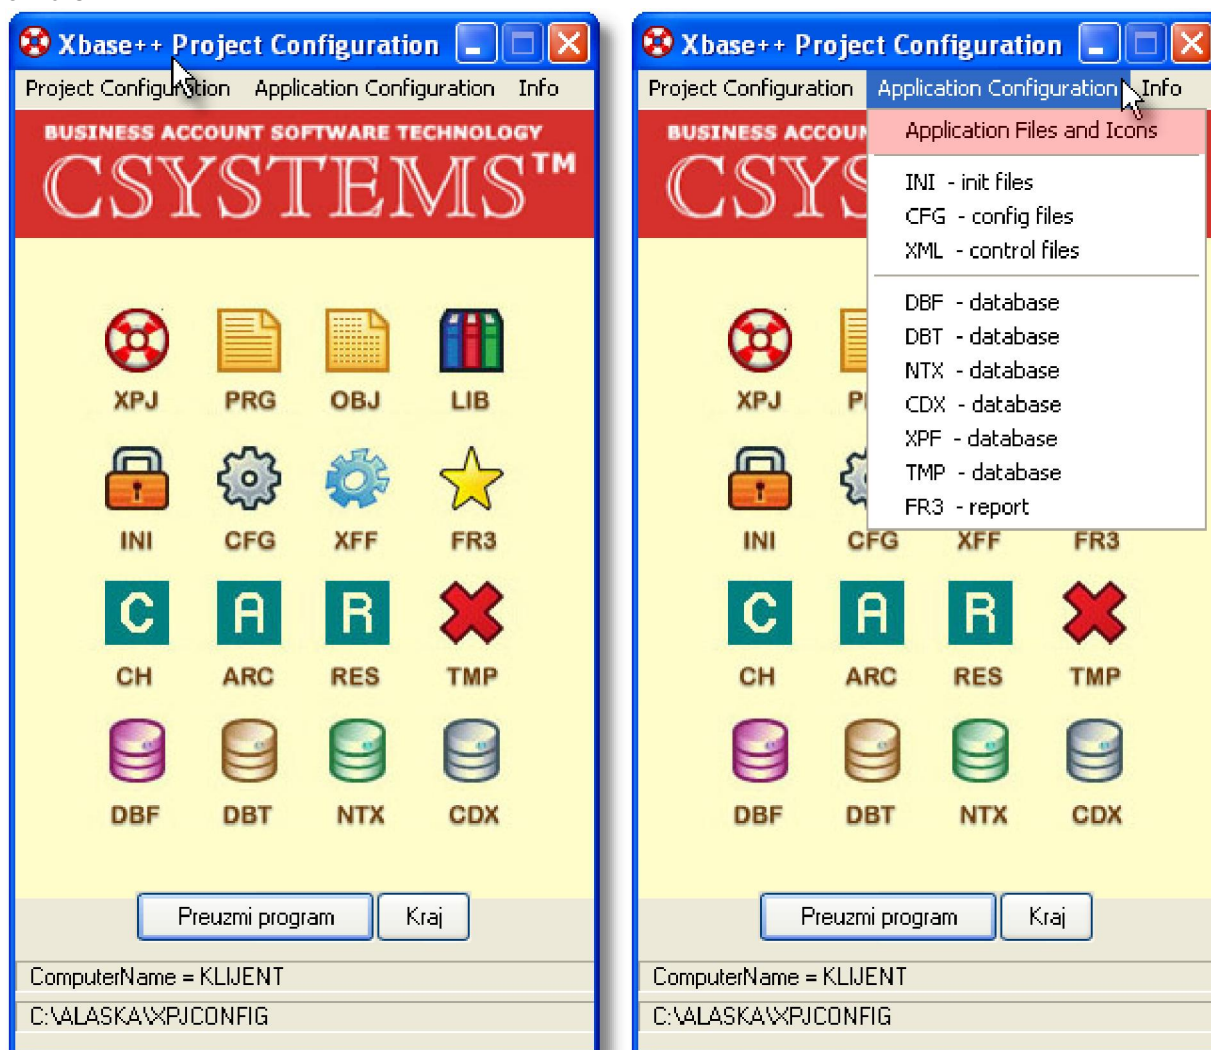 Xbase++ Project Configuration
Project Configuration Application Configuration Info
BUSINESS ACCOUNT SOFTWARE TECHNOLOGY
CSYSTEMS™
XPJ PRG OBJ LIB
INI CFG XFF FR3
C A R
CH ARC RES TMP
DBF DBT NTX CDX
Preuzmi program Kraj
ComputerName = KLIJENT
C:\ALASKA\XPJCONFIG
Xbase++ Project Configuration
Project Configuration Application Configuration Info
BUSINESS ACCOUN
CSYS
Application Files and Icons
INI - init files
CFG - config files
XML - control files
DBF - database
DBT - database
NTX - database
CDX - database
XPF - database
TMP - database
FR3 - report
XPJ P
INI CFG XFF FR3
C A R
CH ARC RES TMP
DBF DBT NTX CDX
Preuzmi program Kraj
ComputerName = KLIJENT
C:\ALASKA\XPJCONFIG